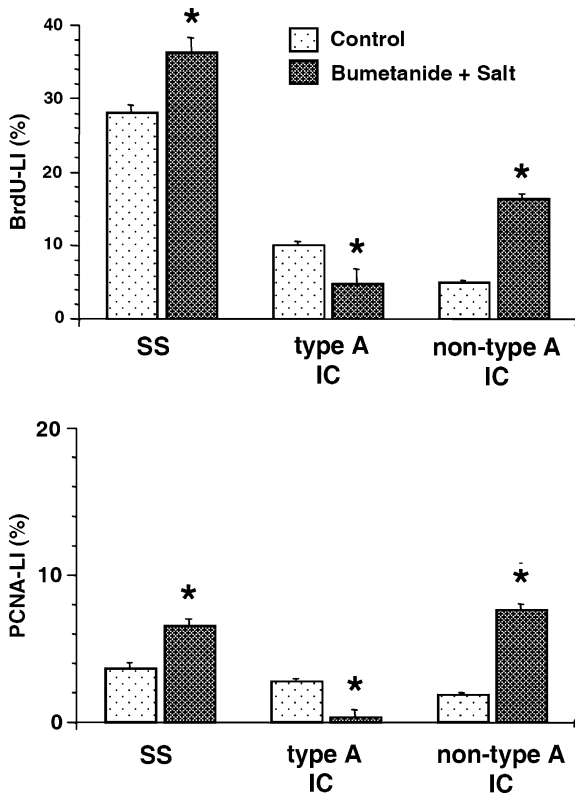 40
30
20
10
0
BrdU-LI (%)
*
*
*
Control
Bumetanide + Salt
SS
type A
IC
non-type A
IC
20
10
0
PCNA-LI (%)
*
*
*
SS
type A
IC
non-type A
IC